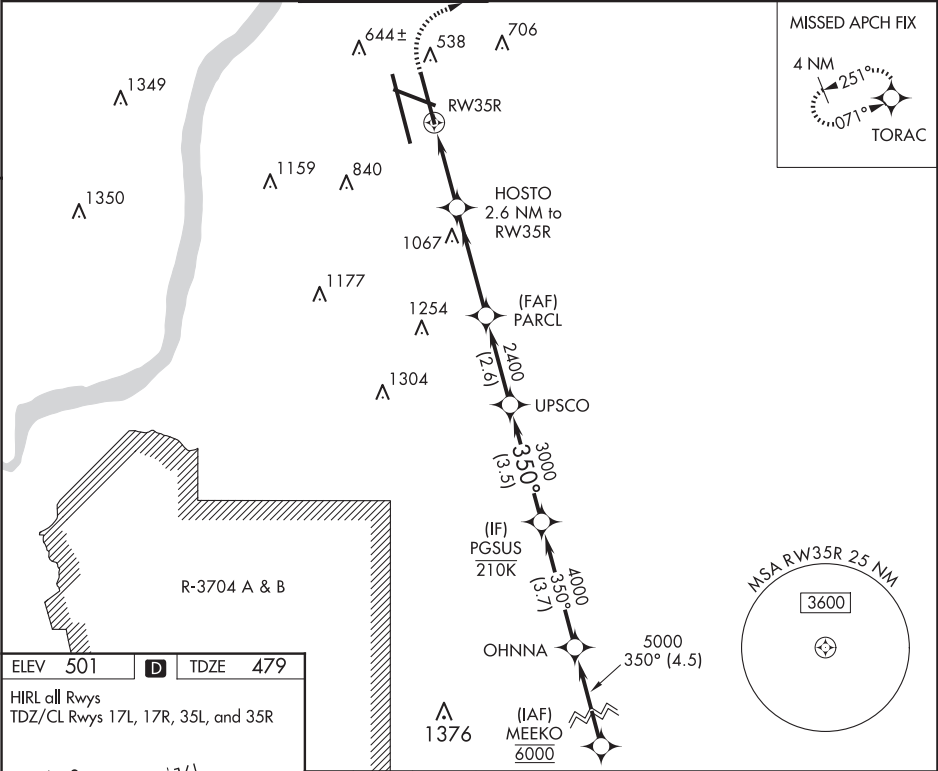 MISSED APCH FIX
4 NM
251°
071°
TORAC
644±
538
706
1349
RW35R
1159
840
HOSTO
2.6 NM to
RW35R
1350
1067
1177
(FAF)
PARCL
1254
2400
(2.6)
1304
UPSCO
3000
350°
(3.5)
(IF)
PGSUS
210K
4000
350°
(3.7)
R-3704 A & B
MSA RW35R 25 NM
3600
OHNNA
5000
350° (4.5)
(IAF)
MEEKO
6000
1376
ELEV 501 D TDZE 479
HIRL all Rwys
TDZ/CL Rwys 17L, 17R, 35L, and 35R